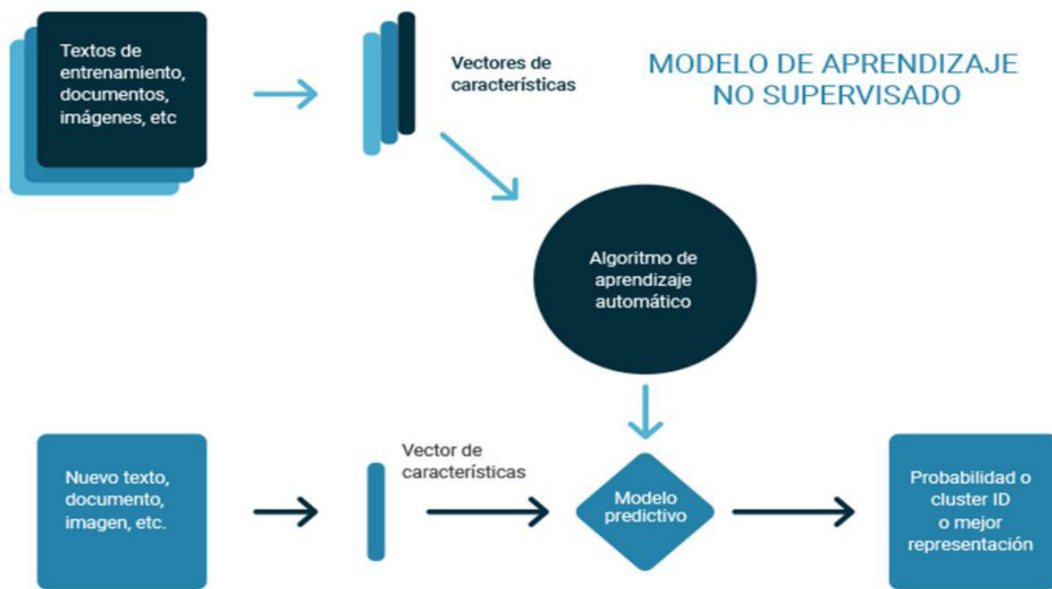 Textos de
entrenamiento,
documentos,
imágenes, etc
Vectores de
características
MODELO DE APRENDIZAJE
NO SUPERVISADO
Algoritmo de
aprendizaje
automático
Nuevo texto,
documento,
imagen, etc.
Vector de
características
Modelo
predictivo
Probabilidad o
cluster ID
o mejor
representación